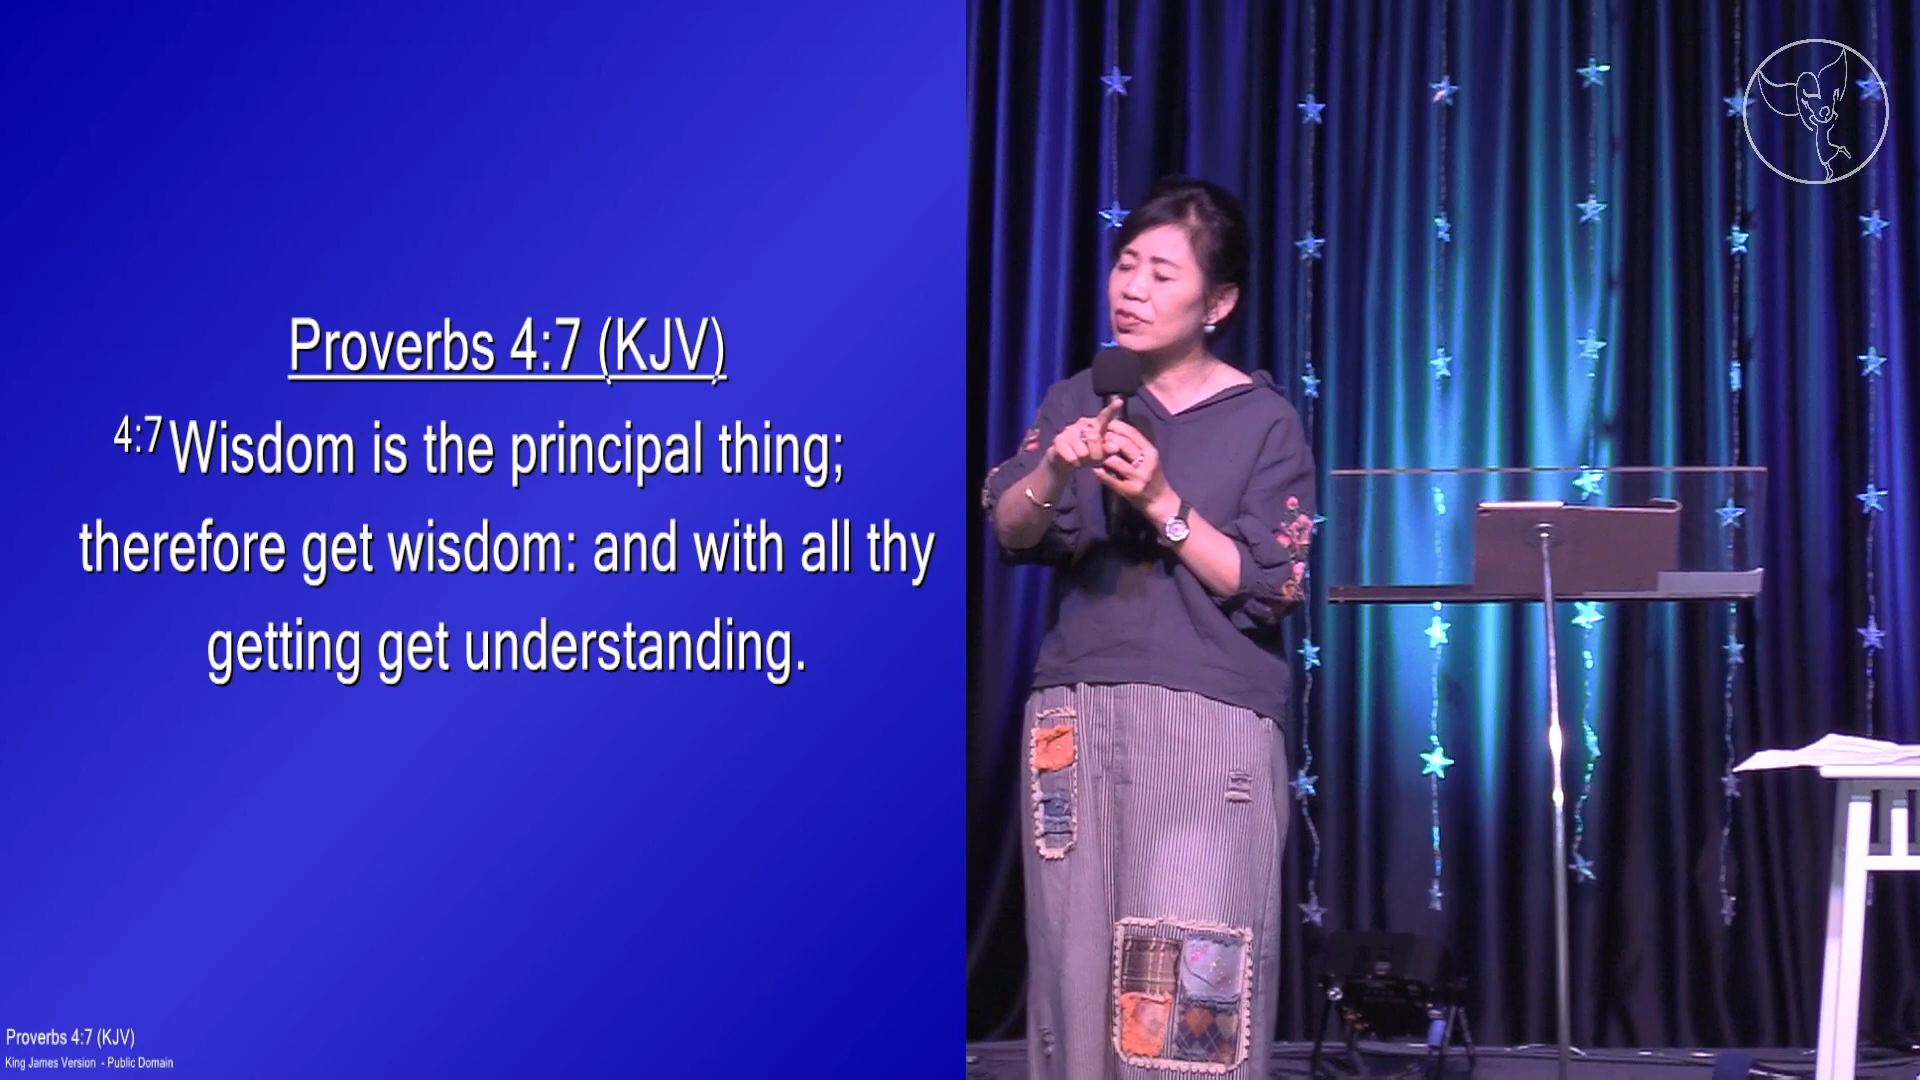 Proverbs 4:7 (KJV)
4:7 Wisdom is the principal thing;
therefore get wisdom: and with all thy
getting get understanding.
Proverbs 4:7 (KJV)
King James Version - Public Domain